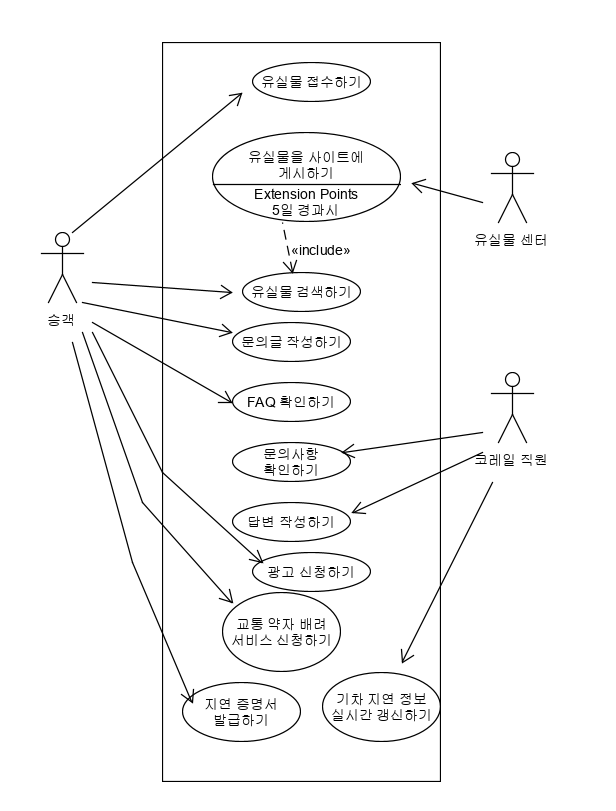 유실물 접수하기
유실물을 사이트에
게시하기
Extension Points
5일 경과시
유실물 센터
«include»
승객
유실물 검색하기
문의글 작성하기
FAQ 확인하기
문의사항
확인하기
코레일 직원
답변 작성하기
광고 신청하기
교통 약자 배려
서비스 신청하기
지연 증명서
발급하기
기차 지연 정보
실시간 갱신하기